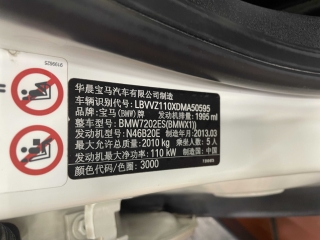 华晨宝马汽车有限公司制造
车辆识别代号：LBVVZ110XDMA50595
品牌：宝马(BMW)牌 发动机排量：1995 ml
整车型号：BMW7202ES(BMWX1)
发动机型号：N46B20E 制造年月：2013.03
最大允许总质量：2010 kg 乘坐人数：5人
发动机最大净功率：110 kW 制造国：中国
颜色代码/色圈：3000